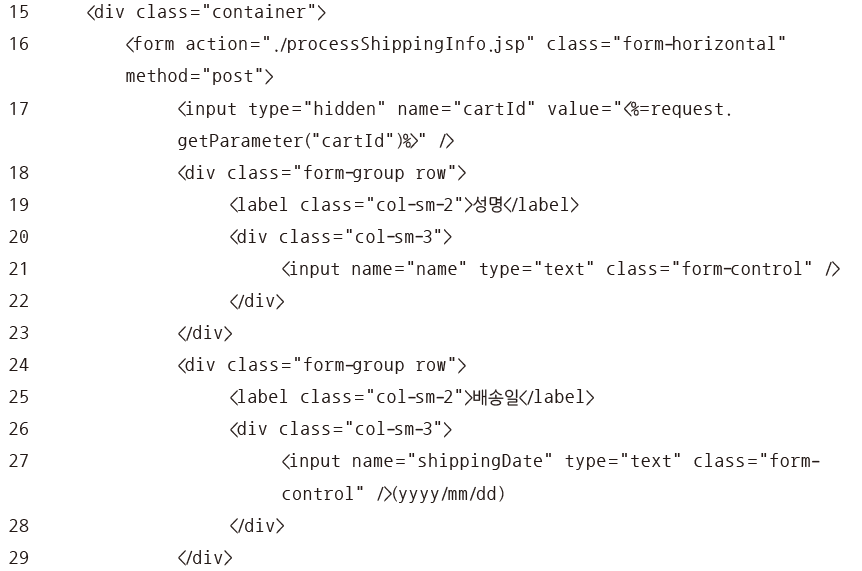 15 <div class="container">
16 <form action="./processShippingInfo.jsp" class="form-horizontal"
method="post">
17 <input type="hidden" name="cartId" value="<%=request.
getParameter("cartId")%>" />
18 <div class="form-group row">
19 <label class="col-sm-2">성명</label>
20 <div class="col-sm-3">
21 <input name="name" type="text" class="form-control" />
22 </div>
23 </div>
24 <div class="form-group row">
25 <label class="col-sm-2">배송일</label>
26 <div class="col-sm-3">
27 <input name="shippingDate" type="text" class="form-
control" />(yyyy/mm/dd)
28 </div>
29 </div>